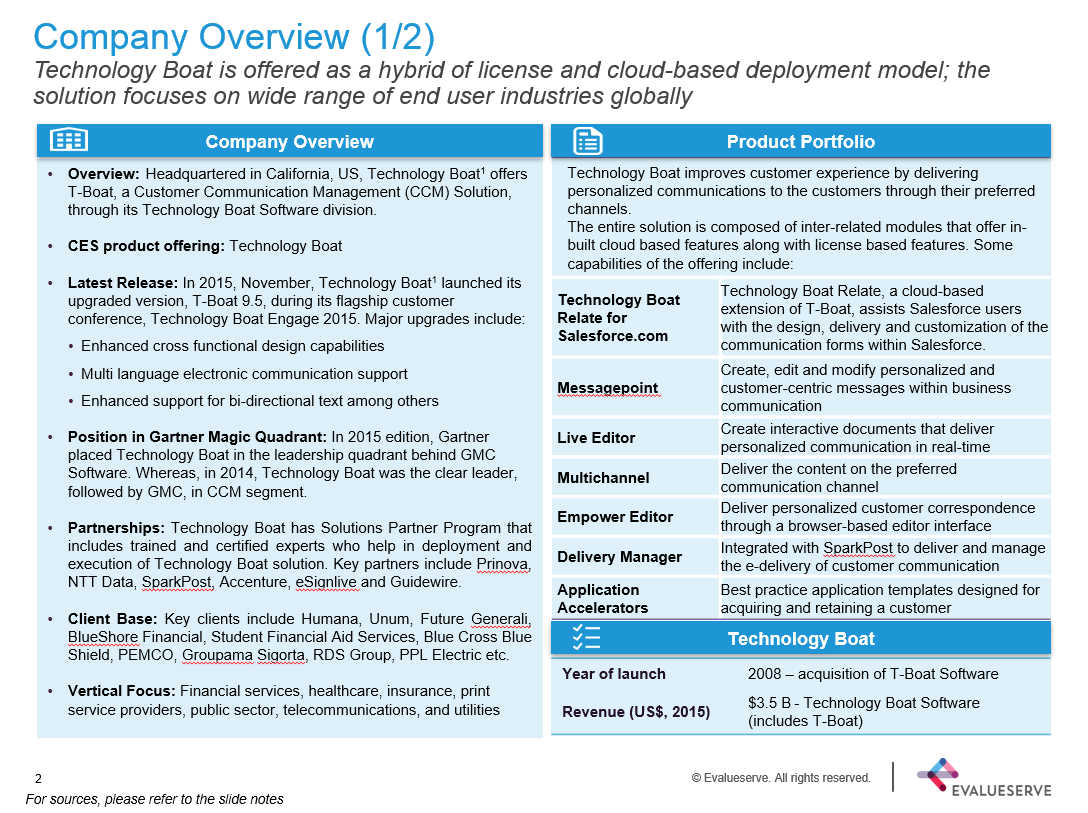 Company Overview (1/2)
Technology Boat is offered as a hybrid of license and cloud-based deployment model; the
solution focuses on wide range of end user industries globally
Company Overview
• Overview: Headquartered in California, US, Technology Boat¹ offers
T-Boat, a Customer Communication Management (CCM) Solution,
through its Technology Boat Software division.
• CES product offering: Technology Boat
• Latest Release: In 2015, November, Technology Boat¹ launched its
upgraded version, T-Boat 9.5, during its flagship customer
conference, Technology Boat Engage 2015. Major upgrades include:
• Enhanced cross functional design capabilities
• Multi language electronic communication support
• Enhanced support for bi-directional text among others
• Position in Gartner Magic Quadrant: In 2015 edition, Gartner
placed Technology Boat in the leadership quadrant behind GMC
Software. Whereas, in 2014, Technology Boat was the clear leader,
followed by GMC, in CCM segment.
• Partnerships: Technology Boat has Solutions Partner Program that
includes trained and certified experts who help in deployment and
execution of Technology Boat solution. Key partners include Prinova,
NTT Data, SparkPost, Accenture, eSignlive and Guidewire.
• Client Base: Key clients include Humana, Unum, Future Generali,
BlueShore Financial, Student Financial Aid Services, Blue Cross Blue
Shield, PEMCO, Groupama Sigorta, RDS Group, PPL Electric etc.
• Vertical Focus: Financial services, healthcare, insurance, print
service providers, public sector, telecommunications, and utilities
Product Portfolio
Technology Boat improves customer experience by delivering
personalized communications to the customers through their preferred
channels.
The entire solution is composed of inter-related modules that offer in-
built cloud based features along with license based features. Some
capabilities of the offering include:
Technology Boat
Relate for
Salesforce.com
Technology Boat Relate, a cloud-based
extension of T-Boat, assists Salesforce users
with the design, delivery and customization of the
communication forms within Salesforce.
Messagepoint
Create, edit and modify personalized and
customer-centric messages within business
communication
Live Editor
Create interactive documents that deliver
personalized communication in real-time
Multichannel
Deliver the content on the preferred
communication channel
Empower Editor
Deliver personalized customer correspondence
through a browser-based editor interface
Delivery Manager
Integrated with SparkPost to deliver and manage
the e-delivery of customer communication
Application
Accelerators
Best practice application templates designed for
acquiring and retaining a customer
Technology Boat
Year of launch
2008 – acquisition of T-Boat Software
Revenue (US$, 2015)
$3.5 B - Technology Boat Software
(includes T-Boat)
2
© Evalueserve. All rights reserved.
EVALUESERVE
For sources, please refer to the slide notes